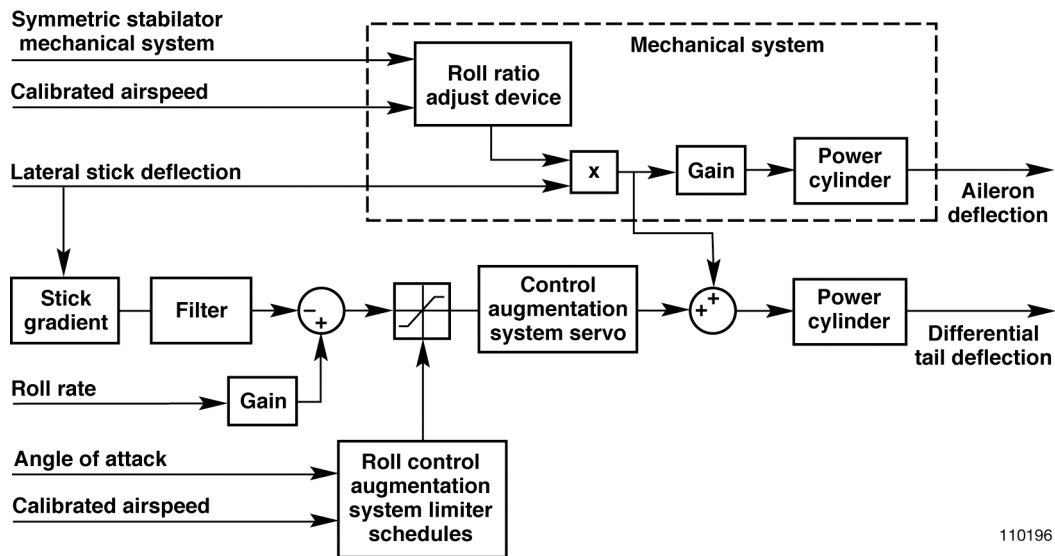 Symmetric stabilator
mechanical system
Mechanical system
Roll ratio
adjust device
Calibrated airspeed
Lateral stick deflection
x
Gain
Power
cylinder
Aileron
deflection
Stick
gradient
Filter
−
+
Control
augmentation
system servo
+
+
Power
cylinder
Differential
tail deflection
Roll rate
Gain
Angle of attack
Calibrated airspeed
Roll control
augmentation
system limiter
schedules
110196